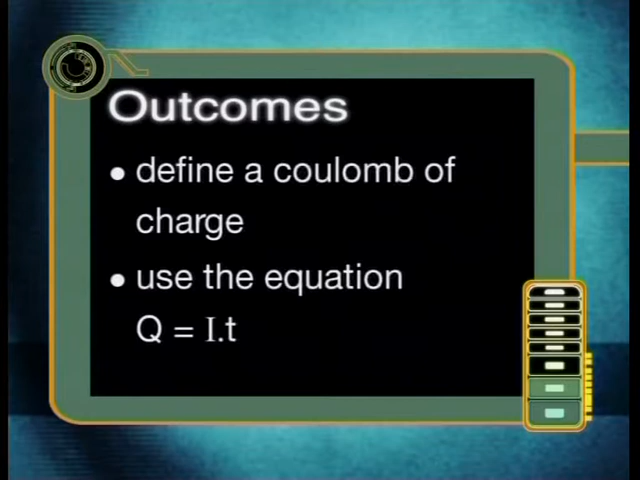 Outcomes
• define a coulomb of
charge
• use the equation
Q = I.t